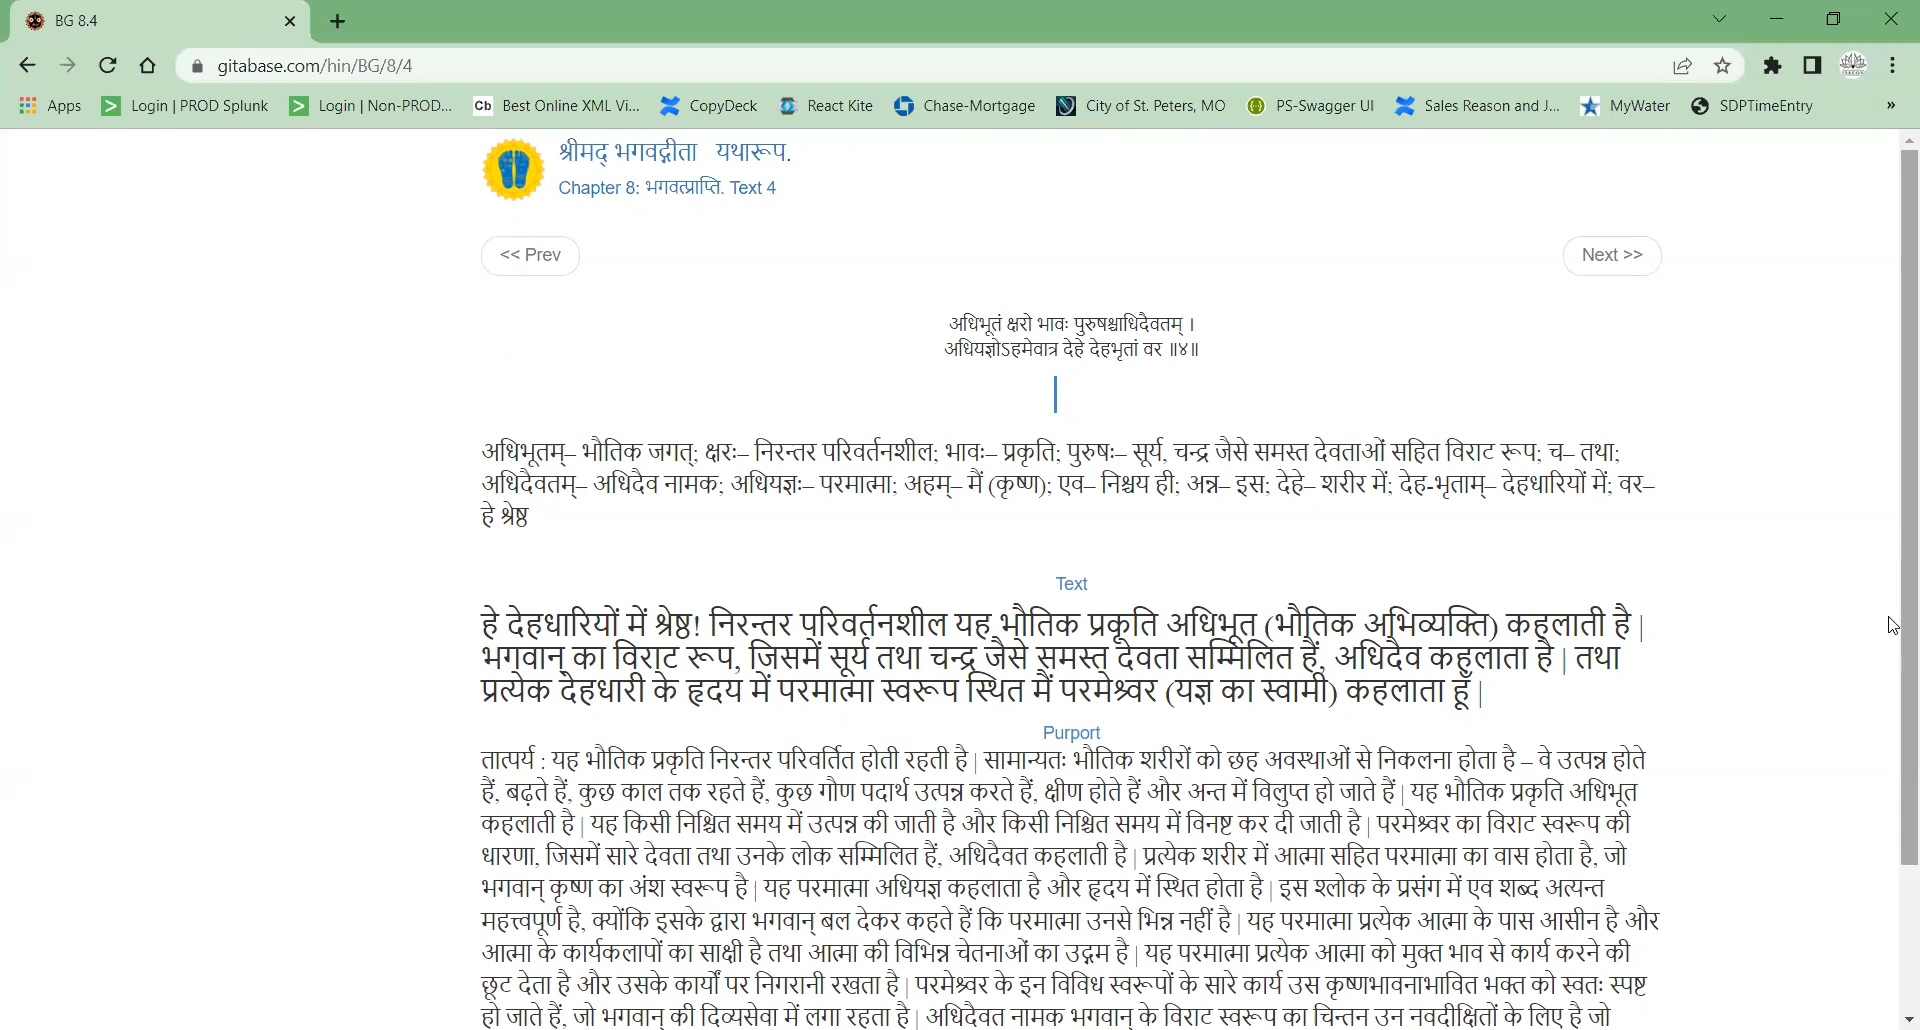 BG 8.4
gitabase.com/hin/BG/8/4
Apps Login | PROD Splunk Login | Non-PROD... Cb Best Online XML Vi... CopyDeck React Kite Chase-Mortgage City of St. Peters, MO PS-Swagger UI Sales Reason and J... MyWater SDPTimeEntry »
श्रीमद् भगवद्गीता यथारूप.
Chapter 8: भगवत्प्राप्ति. Text 4
<< Prev Next >>
अधिभूतं क्षरो भावः पुरुषश्चाधिदैवतम् ।
अधियज्ञोऽहमेवात्र देहे देहभृतां वर ॥४॥
अधिभूतम्– भौतिक जगत्; क्षरः– निरन्तर परिवर्तनशील; भावः– प्रकृति; पुरुषः– सूर्य, चन्द्र जैसे समस्त देवताओं सहित विराट रूप; च– तथा;
अधिदैवतम्– अधिदैव नामक; अधियज्ञः– परमात्मा; अहम्– मैं (कृष्ण); एव– निश्चय ही; अन्न– इस; देहे– शरीर में; देह-भृताम्– देहधारियों में; वर–
हे श्रेष्ठ
Text
हे देहधारियों में श्रेष्ठ! निरन्तर परिवर्तनशील यह भौतिक प्रकृति अधिभूत (भौतिक अभिव्यक्ति) कहलाती है |
भगवान् का विराट रूप, जिसमें सूर्य तथा चन्द्र जैसे समस्त देवता सम्मिलित हैं, अधिदैव कहलाता है | तथा
प्रत्येक देहधारी के हृदय में परमात्मा स्वरूप स्थित मैं परमेश्र्वर (यज्ञ का स्वामी) कहलाता हूँ |
Purport
तात्पर्य : यह भौतिक प्रकृति निरन्तर परिवर्तित होती रहती है | सामान्यतः भौतिक शरीरों को छह अवस्थाओं से निकलना होता है – वे उत्पन्न होते
हैं, बढ़ते हैं, कुछ काल तक रहते हैं, कुछ गौण पदार्थ उत्पन्न करते हैं, क्षीण होते हैं और अन्त में विलुप्त हो जाते हैं | यह भौतिक प्रकृति अधिभूत
कहलाती है | यह किसी निश्चित समय में उत्पन्न की जाती है और किसी निश्चित समय में विनष्ट कर दी जाती है | परमेश्र्वर का विराट स्वरूप की
धारणा, जिसमें सारे देवता तथा उनके लोक सम्मिलित हैं, अधिदैवत कहलाती है | प्रत्येक शरीर में आत्मा सहित परमात्मा का वास होता है, जो
भगवान् कृष्ण का अंश स्वरूप है | यह परमात्मा अधियज्ञ कहलाता है और हृदय में स्थित होता है | इस श्लोक के प्रसंग में एव शब्द अत्यन्त
महत्त्वपूर्ण है, क्योंकि इसके द्वारा भगवान् बल देकर कहते हैं कि परमात्मा उनसे भिन्न नहीं है | यह परमात्मा प्रत्येक आत्मा के पास आसीन है और
आत्मा के कार्यकलापों का साक्षी है तथा आत्मा की विभिन्न चेतनाओं का उद्गम है | यह परमात्मा प्रत्येक आत्मा को मुक्त भाव से कार्य करने की
छूट देता है और उसके कार्यों पर निगरानी रखता है | परमेश्र्वर के इन विविध स्वरूपों के सारे कार्य उस कृष्णभावनाभावित भक्त को स्वतः स्पष्ट
हो जाते हैं, जो भगवान् की दिव्यसेवा में लगा रहता है | अधिदैवत नामक भगवान् के विराट स्वरूप का चिन्तन उन नवदीक्षितों के लिए है जो